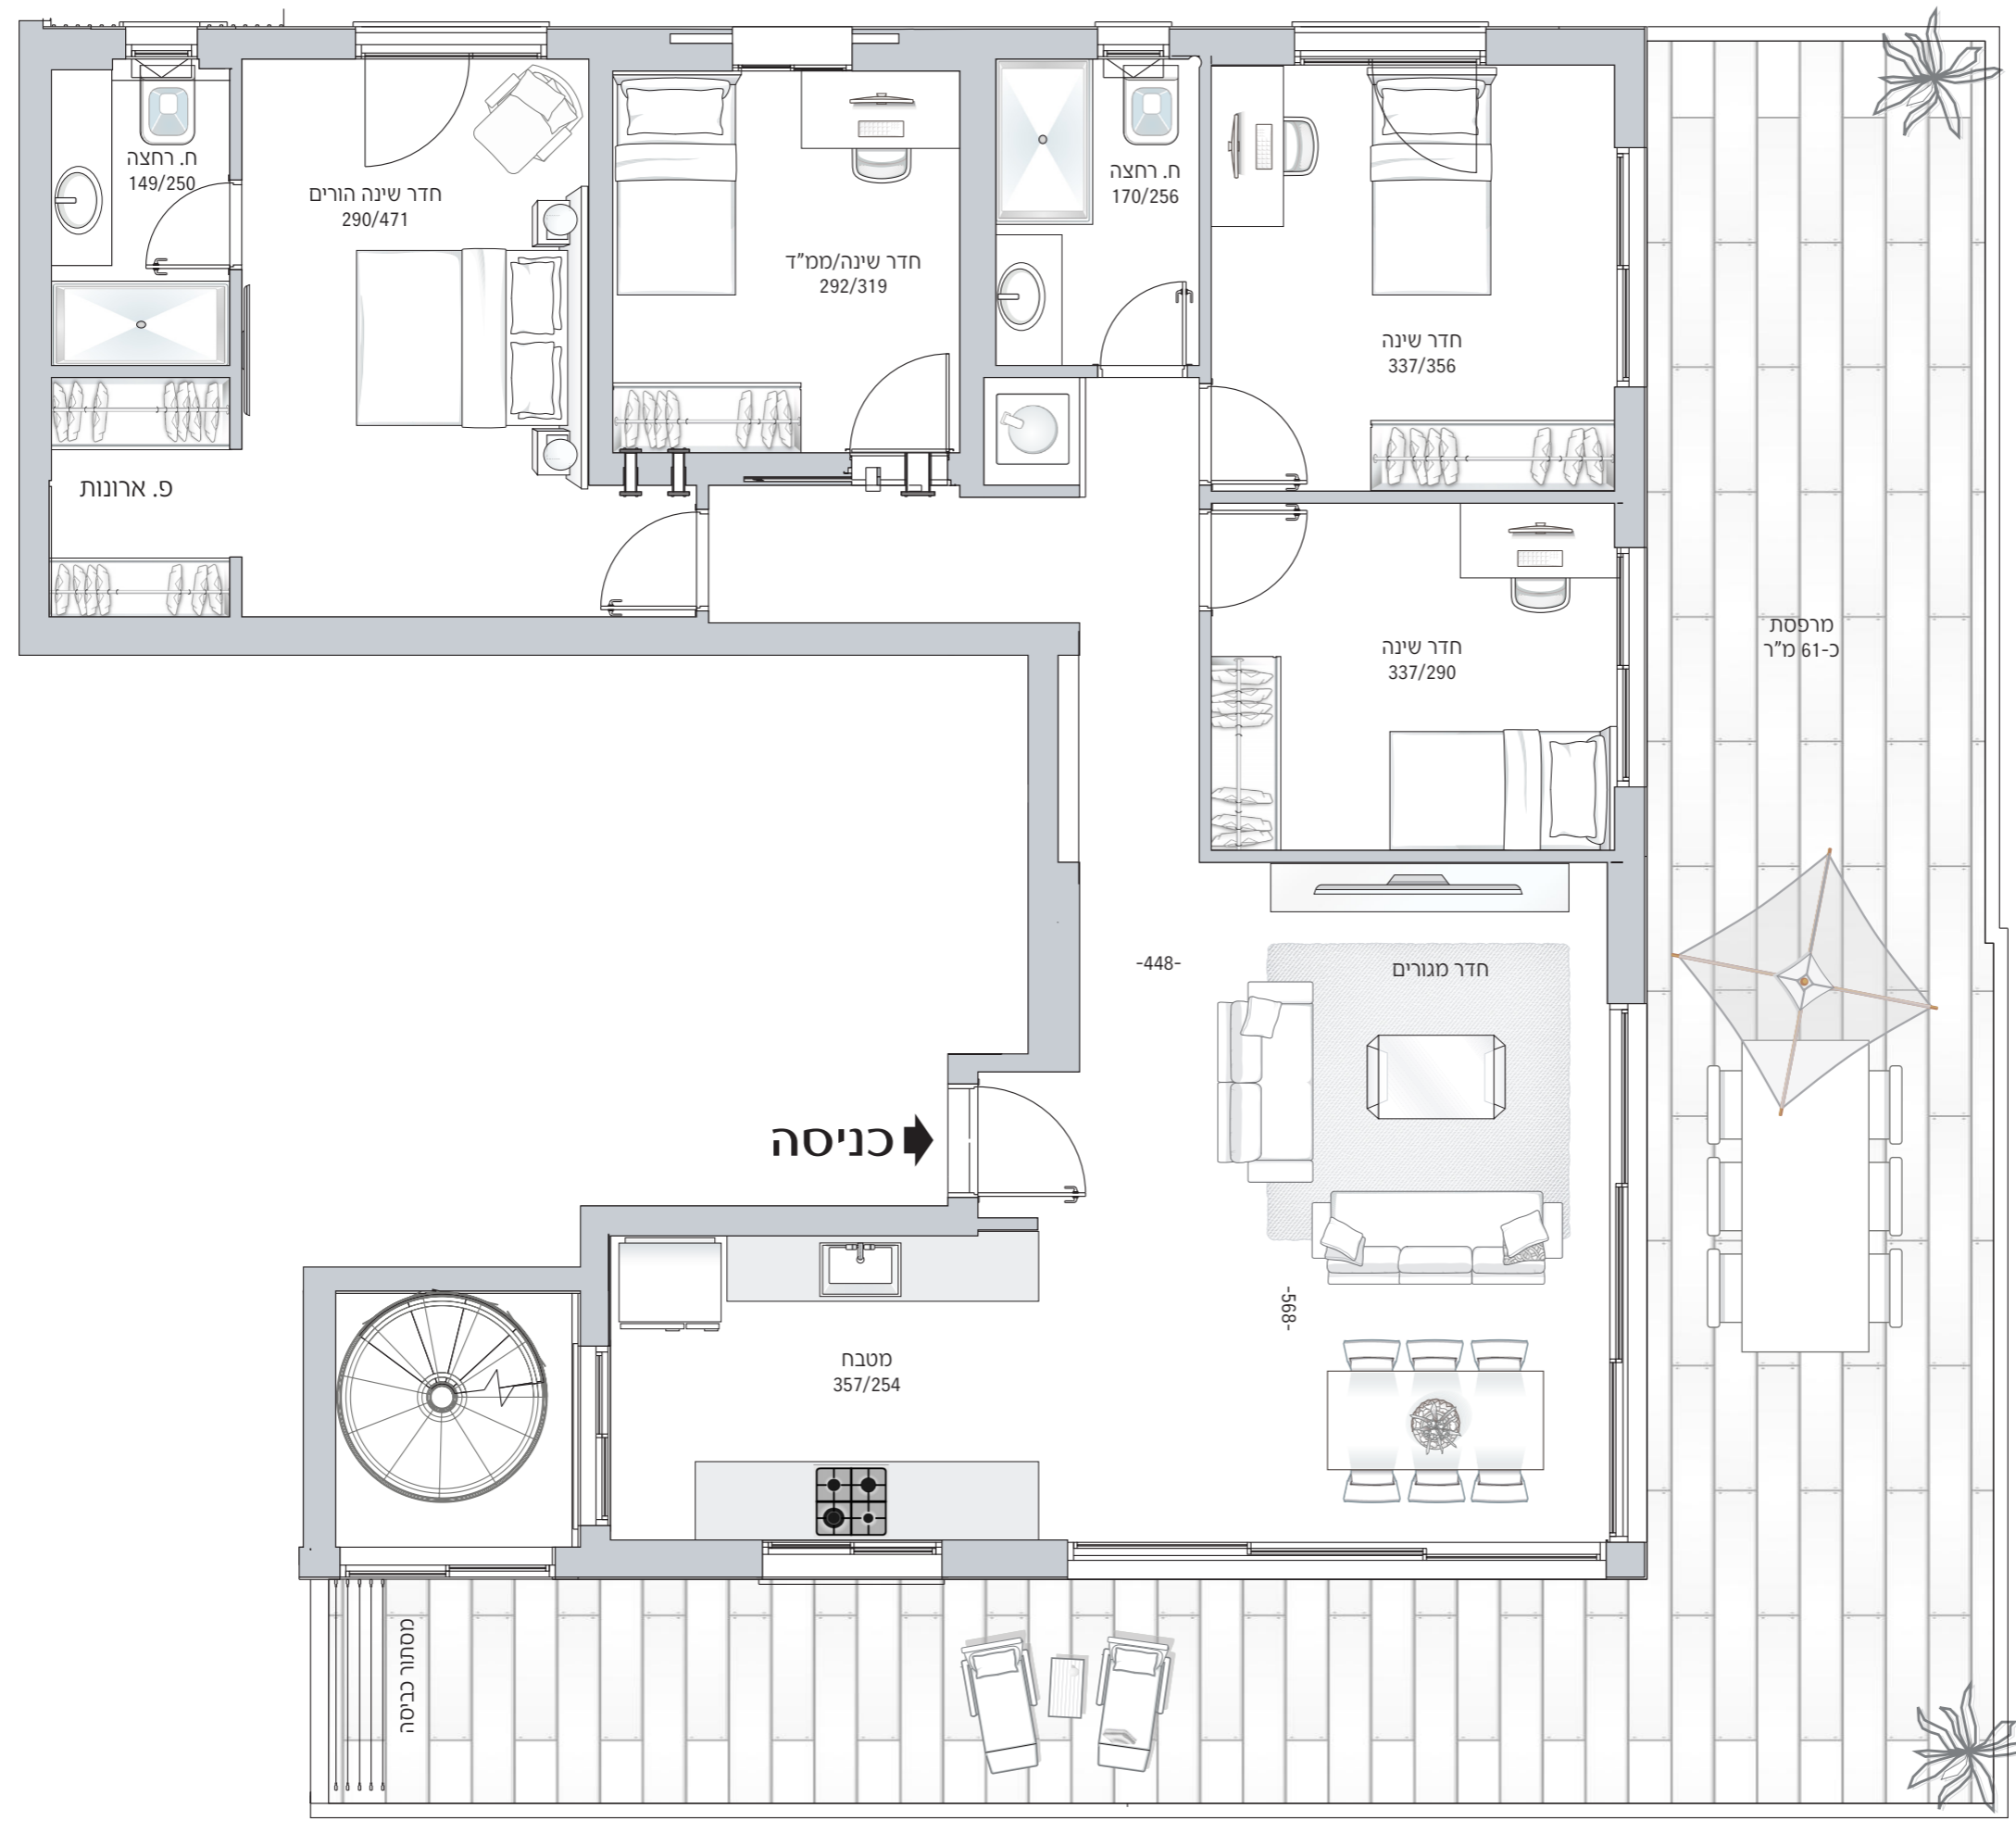 ח. רחצה
149/250
חדר שינה הורים
290/471
חדר שינה/ממ"ד
292/319
ח. רחצה
170/256
חדר שינה
337/356
פ. ארונות
חדר שינה
337/290
מרפסת
כ-61 מ"ר
-448-
חדר מגורים
כניסה
-568-
מטבח
357/254
מסתור כביסה